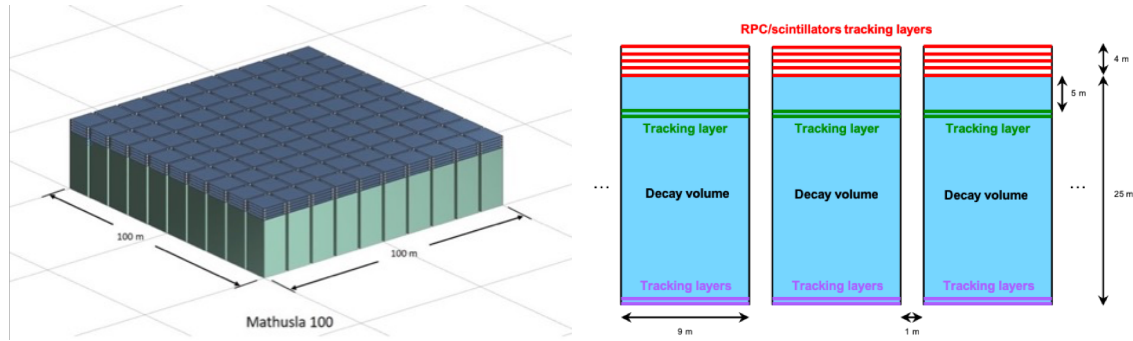 100 m
100 m
Mathusla 100
RPC/scintillators tracking layers
4 m
5 m
Tracking layer
Tracking layer
Tracking layer
...
Decay volume
Decay volume
Decay volume
...
25 m
Tracking layers
Tracking layers
Tracking layers
9 m
1 m